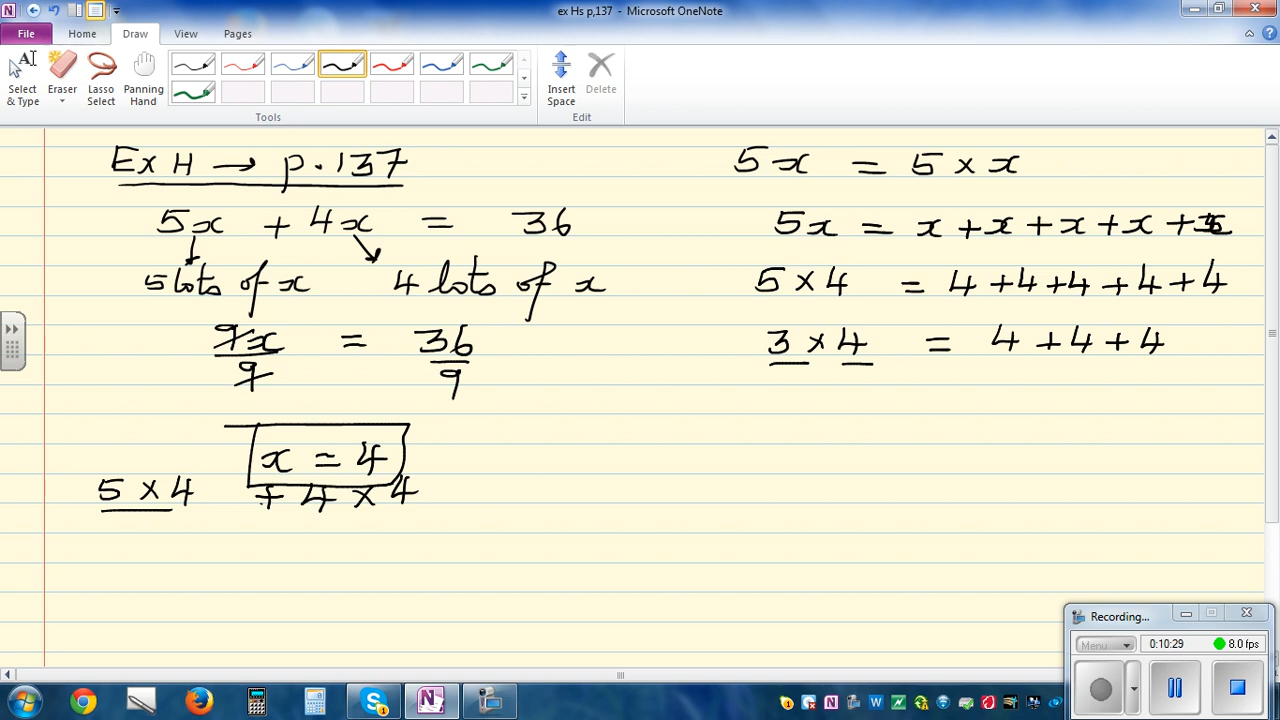 ex Hs p,137 - Microsoft OneNote
File Home Draw View Pages
Select & Type
Eraser
Lasso Select
Panning Hand
Insert Space
Delete
Tools
Edit
Ex H → p.137
5x + 4x = 36
5 lots of x 4 lots of x
9x/9 = 36/9
x = 4
5 × 4 + 4 × 4
5x = 5 × x
5x = x + x + x + x + x
5 × 4 = 4 + 4 + 4 + 4 + 4
3 × 4 = 4 + 4 + 4
Recording...
Menu 0:10:29 8.0 fps